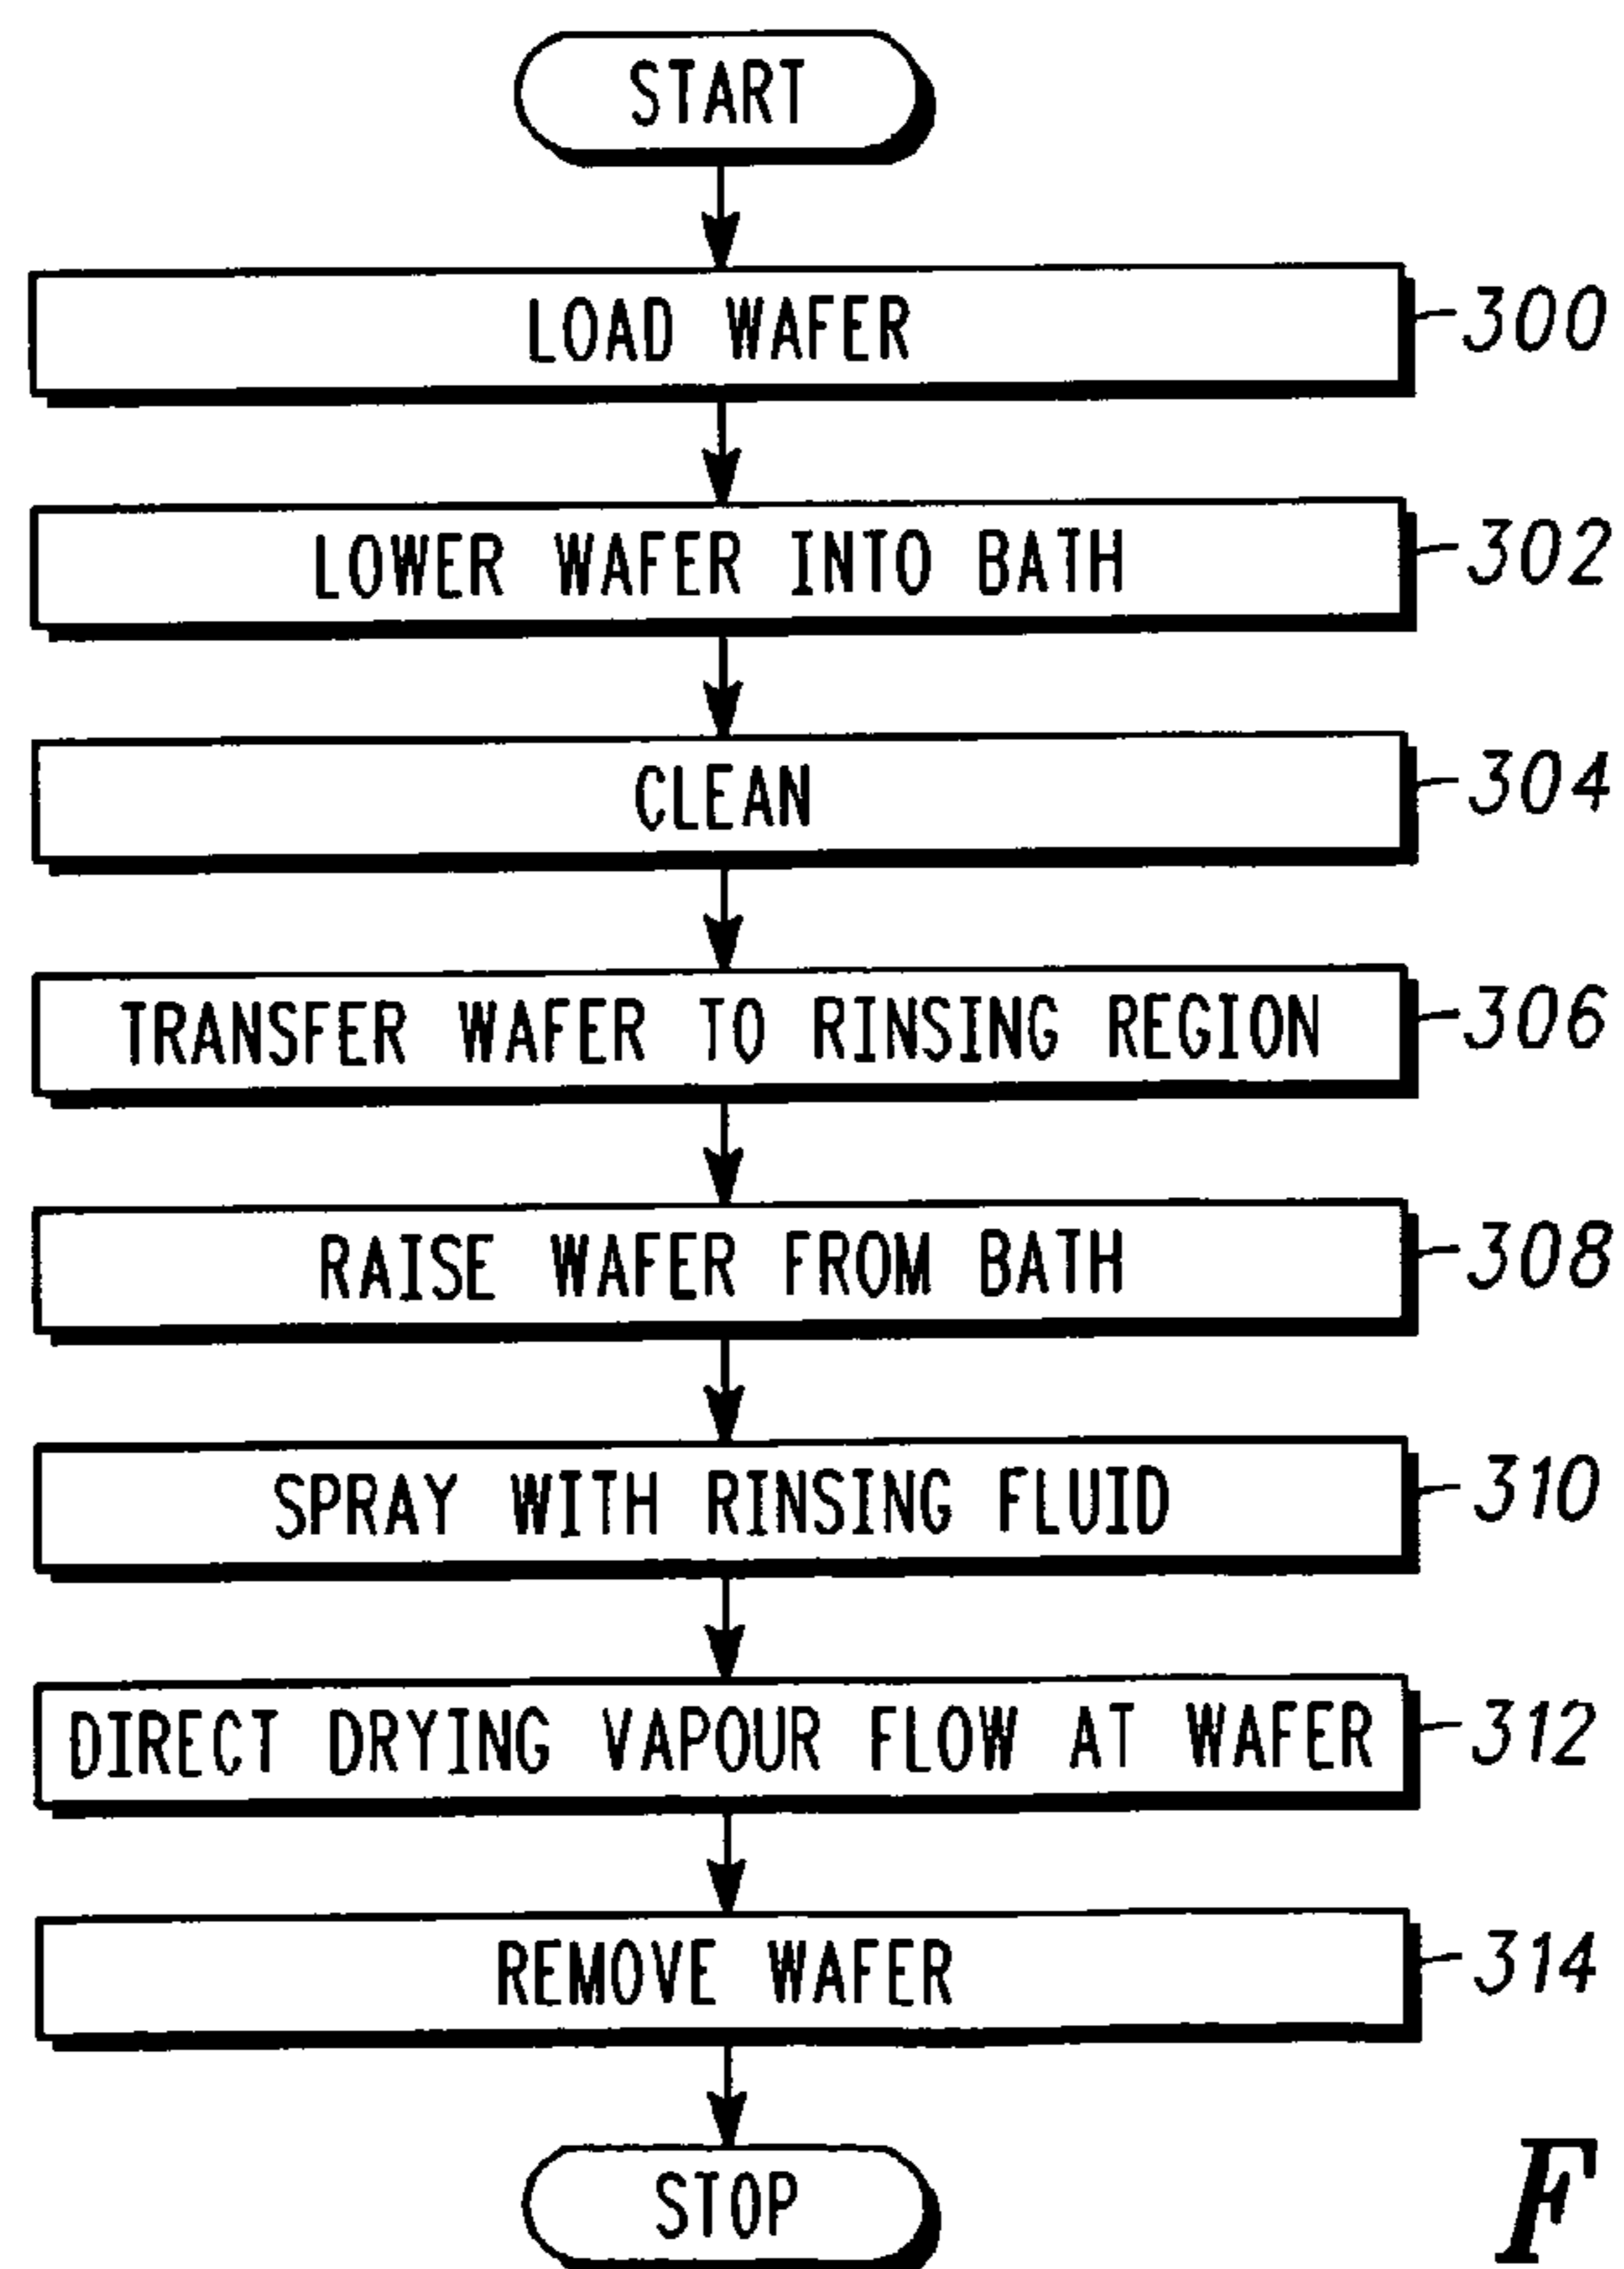 START
LOAD WAFER 300
LOWER WAFER INTO BATH 302
CLEAN 304
TRANSFER WAFER TO RINSING REGION 306
RAISE WAFER FROM BATH 308
SPRAY WITH RINSING FLUID 310
DIRECT DRYING VAPOUR FLOW AT WAFER 312
REMOVE WAFER 314
STOP
F